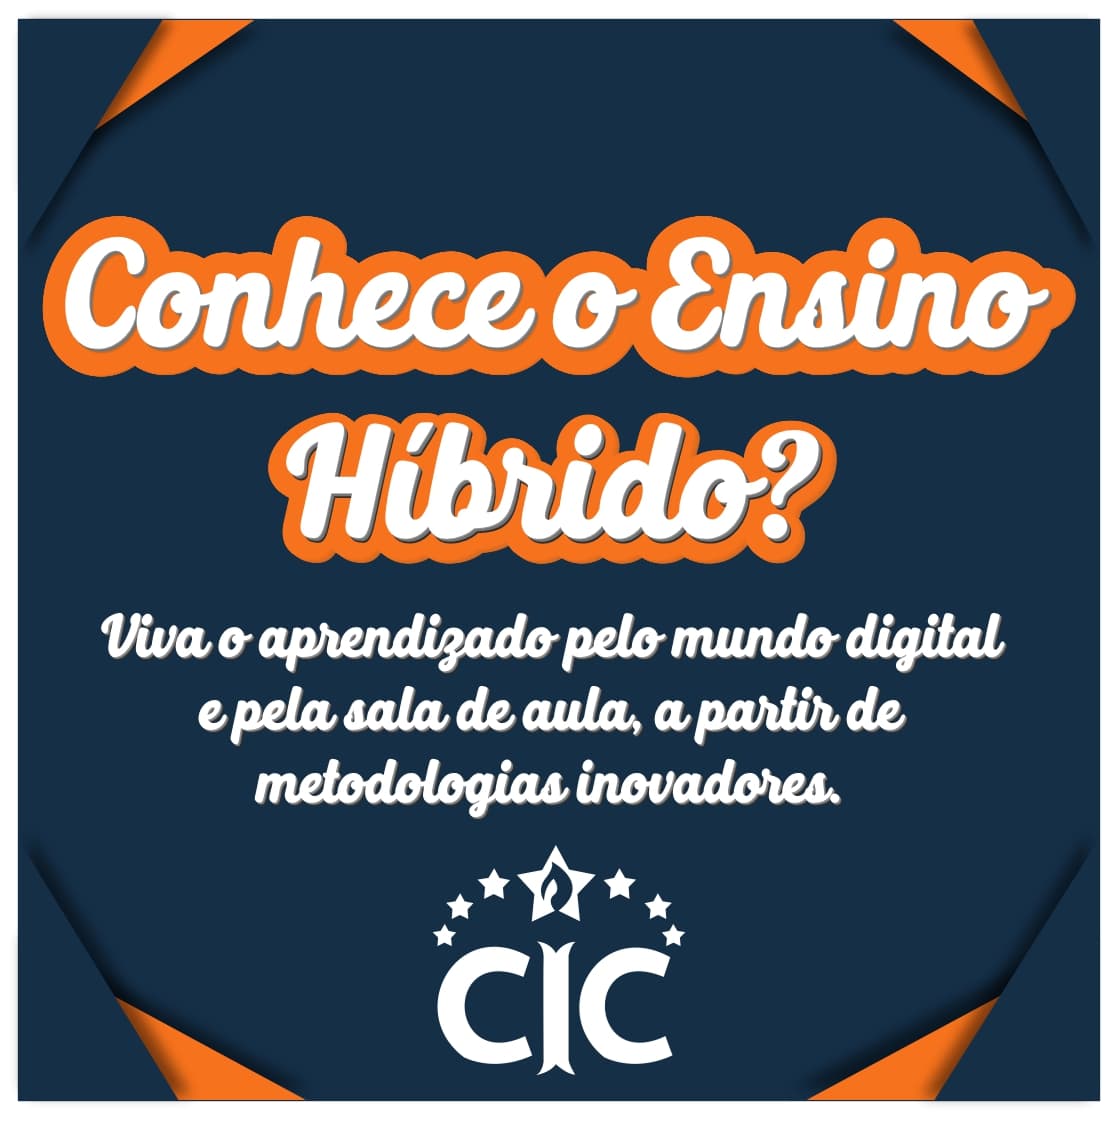 Conhece o Ensino
Híbrido?
Viva o aprendizado pelo mundo digital
e pela sala de aula, a partir de
metodologias inovadores.
CIC